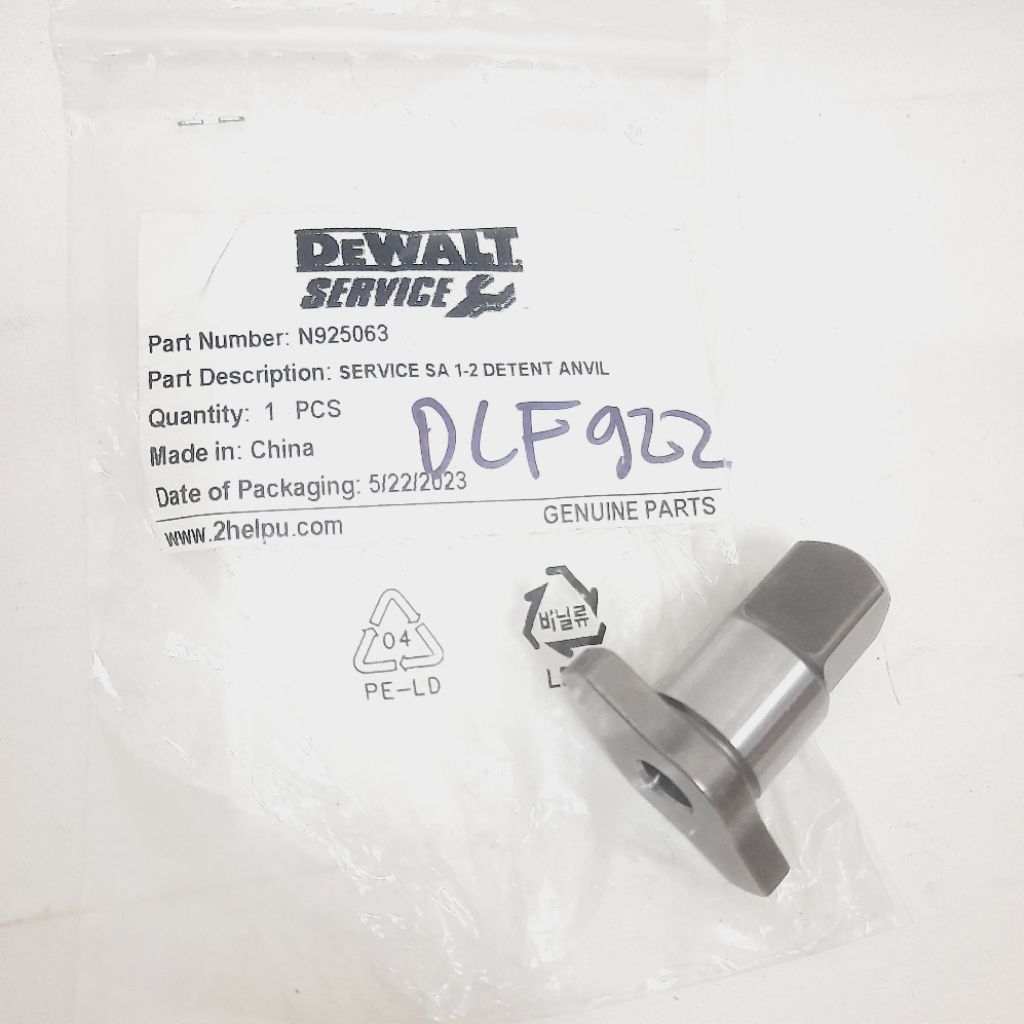 DEWALT
SERVICE
Part Number: N925063
Part Description: SERVICE SA 1-2 DETENT ANVIL
Quantity: 1 PCS
DLF922
Made in: China
Date of Packaging: 5/22/2023
www.2helpu.com
GENUINE PARTS
04
PE-LD
비닐류